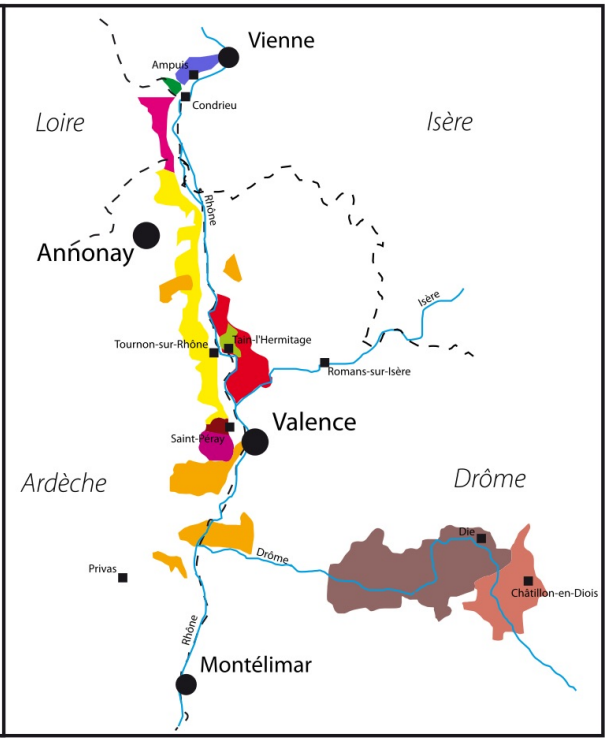 Vienne
Ampuis
Condrieu
Loire
Isère
Rhône
Annonay
Isère
Tournon-sur-Rhône
Tain-l'Hermitage
Romans-sur-Isère
Valence
Saint-Péray
Ardèche
Drôme
Die
Drôme
Privas
Châtillon-en-Diois
Rhône
Montélimar